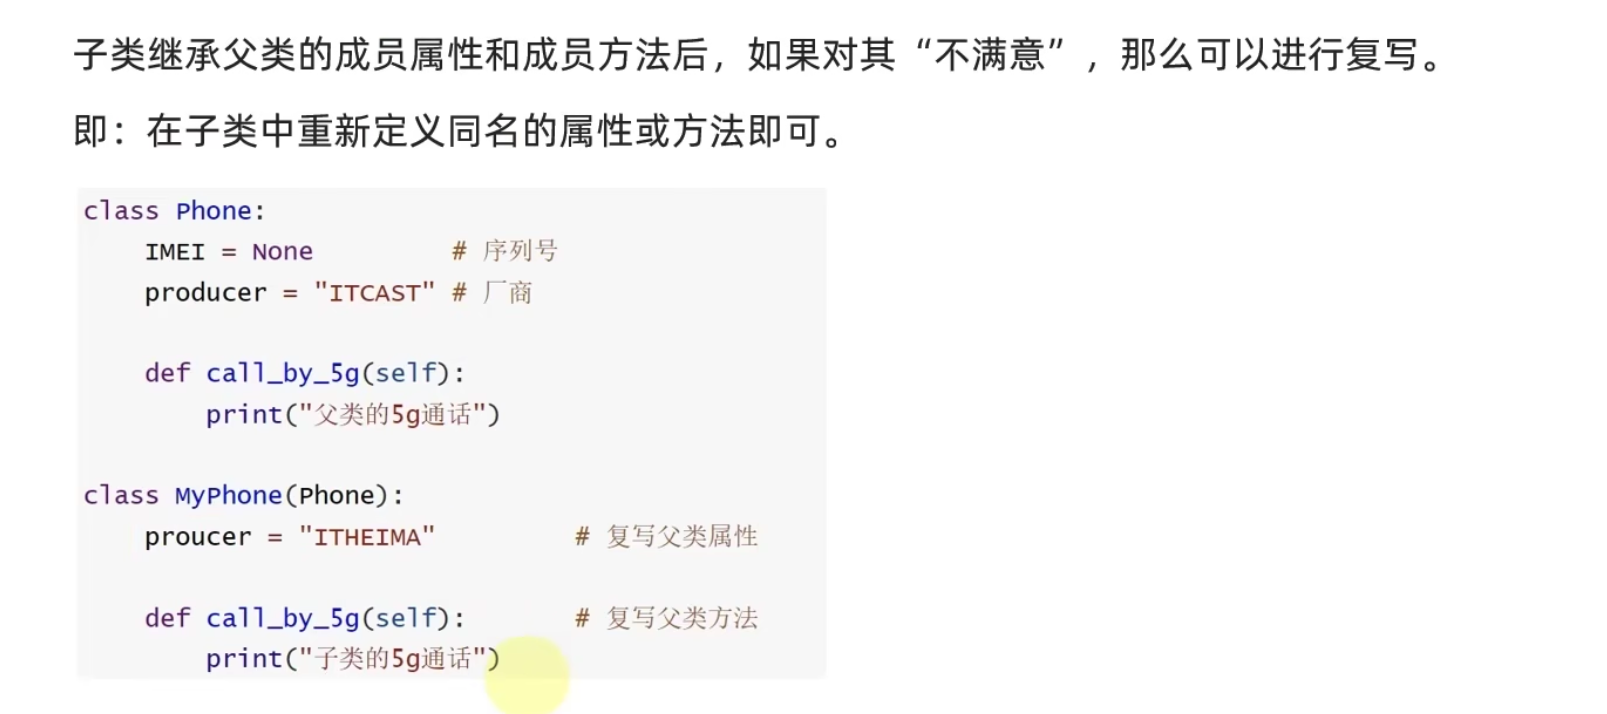 子类继承父类的成员属性和成员方法后，如果对其“不满意”，那么可以进行复写。
即：在子类中重新定义同名的属性或方法即可。
class Phone:
    IMEI = None         # 序列号
    producer = "ITCAST" # 厂商
    def call_by_5g(self):
        print("父类的5g通话")
class MyPhone(Phone):
    proucer = "ITHEIMA"         # 复写父类属性
    def call_by_5g(self):       # 复写父类方法
        print("子类的5g通话")